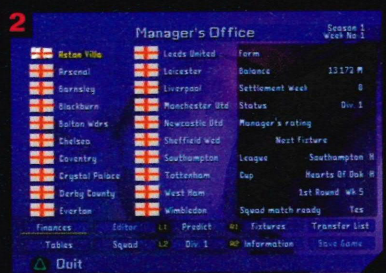 2
Manager's Office
Season 1
Week No 1
Aston Villa
Arsenal
Barnsley
Blackburn
Bolton Wdrs
Chelsea
Coventry
Crystal Palace
Derby County
Everton
Leeds United
Leicester
Liverpool
Manchester Utd
Newcastle Utd
Sheffield Wed
Southampton
Tottenham
West Ham
Wimbledon
Form
Balance 13172 M
Settlement Week 8
Status Div. 1
Manager's rating
Next fixture
League Southampton H
Cup Hearts Of Oak H
1st Round Wk.5
Squad match ready Yes
Finances Editor L1 Predict R1 Fixtures Transfer List
Tables Squad L2 Div. 1 R2 Information Save Game
Quit